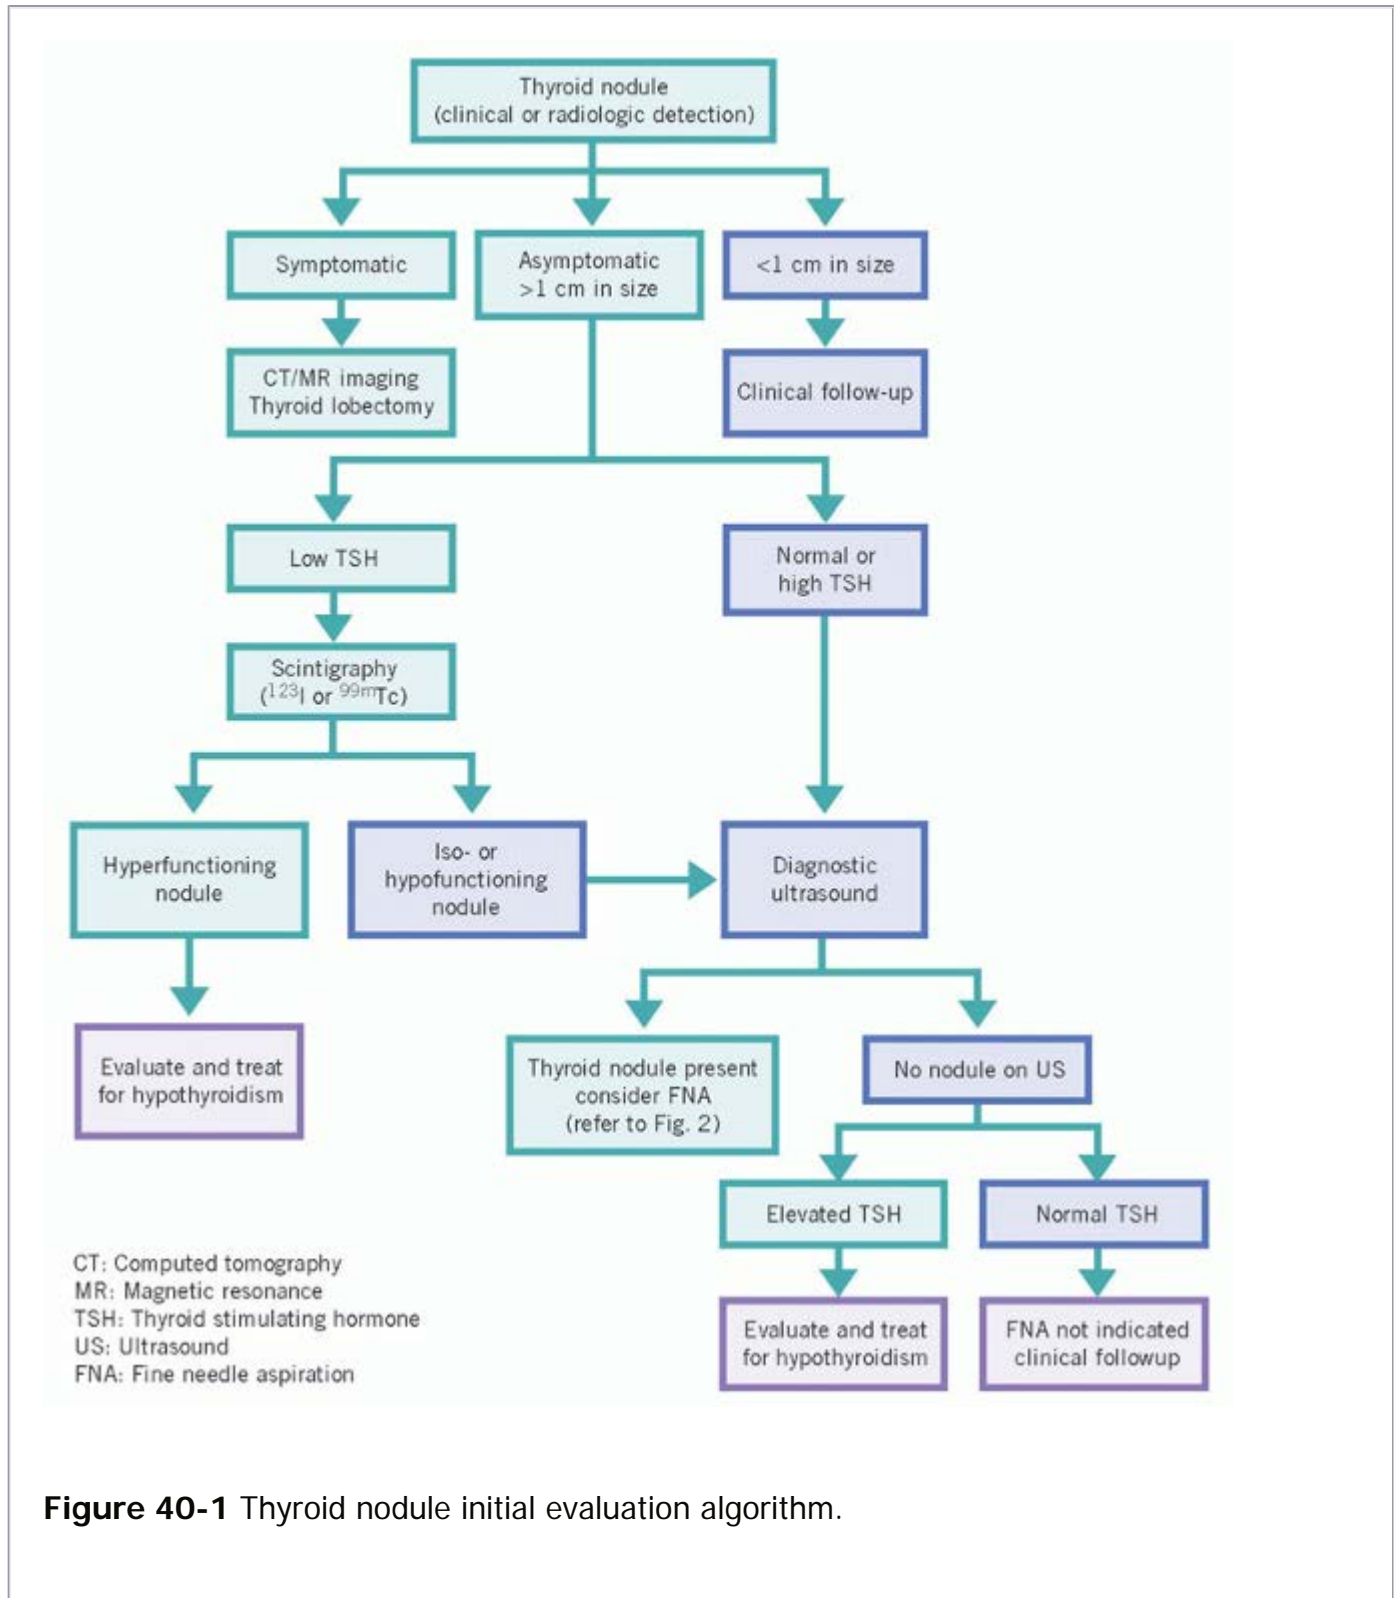 Thyroid nodule
(clinical or radiologic detection)
Symptomatic
Asymptomatic
>1 cm in size
<1 cm in size
CT/MR imaging
Thyroid lobectomy
Clinical follow-up
Low TSH
Normal or
high TSH
Scintigraphy
(123I or 99mTc)
Hyperfunctioning
nodule
Iso- or
hypofunctioning
nodule
Diagnostic
ultrasound
Evaluate and treat
for hypothyroidism
Thyroid nodule present
consider FNA
(refer to Fig. 2)
No nodule on US
Elevated TSH
Normal TSH
Evaluate and treat
for hypothyroidism
FNA not indicated
clinical followup
CT: Computed tomography
MR: Magnetic resonance
TSH: Thyroid stimulating hormone
US: Ultrasound
FNA: Fine needle aspiration
Figure 40-1 Thyroid nodule initial evaluation algorithm.